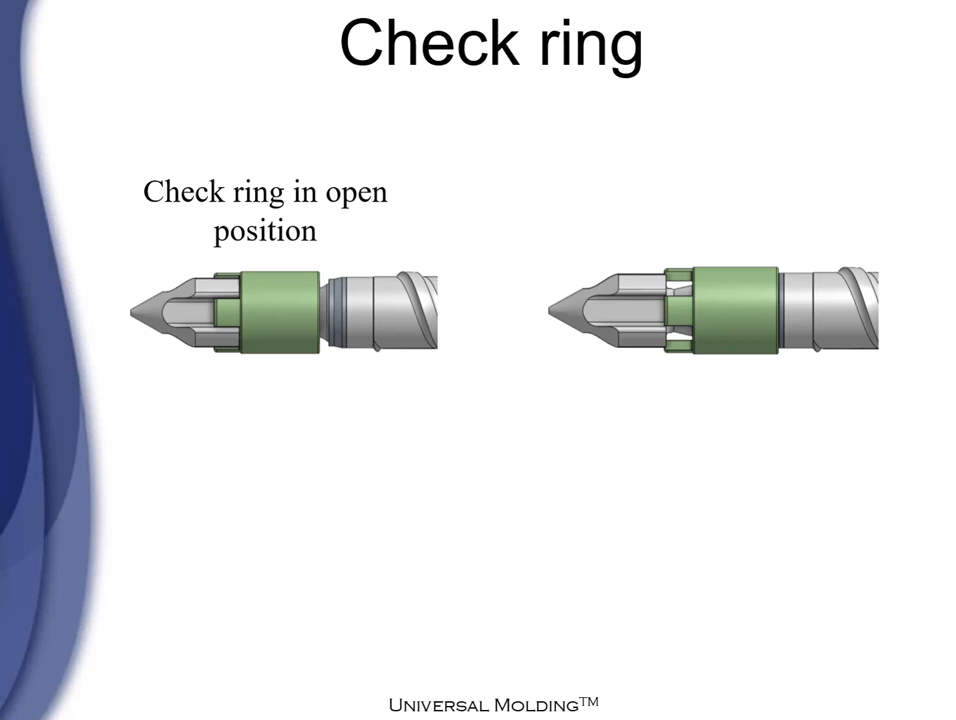 Check ring
Check ring in open
position
Universal Molding™